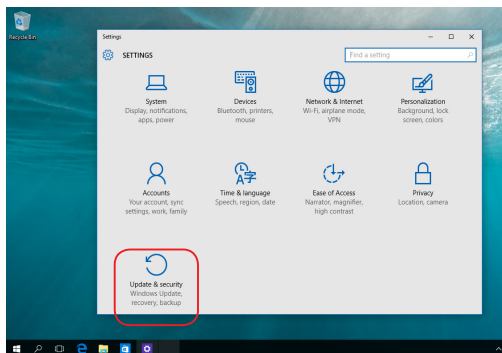 Recycle Bin
Settings
SETTINGS
Find a setting
System
Display, notifications,
apps, power
Devices
Bluetooth, printers,
mouse
Network & Internet
Wi-Fi, airplane mode,
VPN
Personalization
Background, lock
screen, colors
Accounts
Your account, sync
settings, work, family
Time & language
Speech, region, date
Ease of Access
Narrator, magnifier,
high contrast
Privacy
Location, camera
Update & security
Windows Update,
recovery, backup